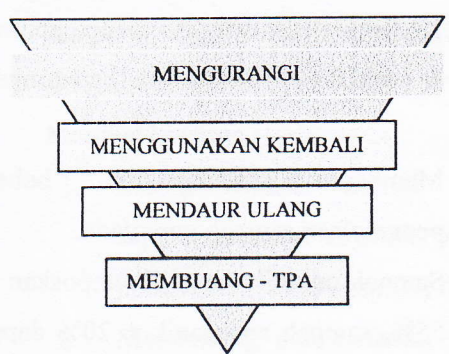 MENGURANGI
MENGGUNAKAN KEMBALI
MENDAUR ULANG
MEMBUANG - TPA